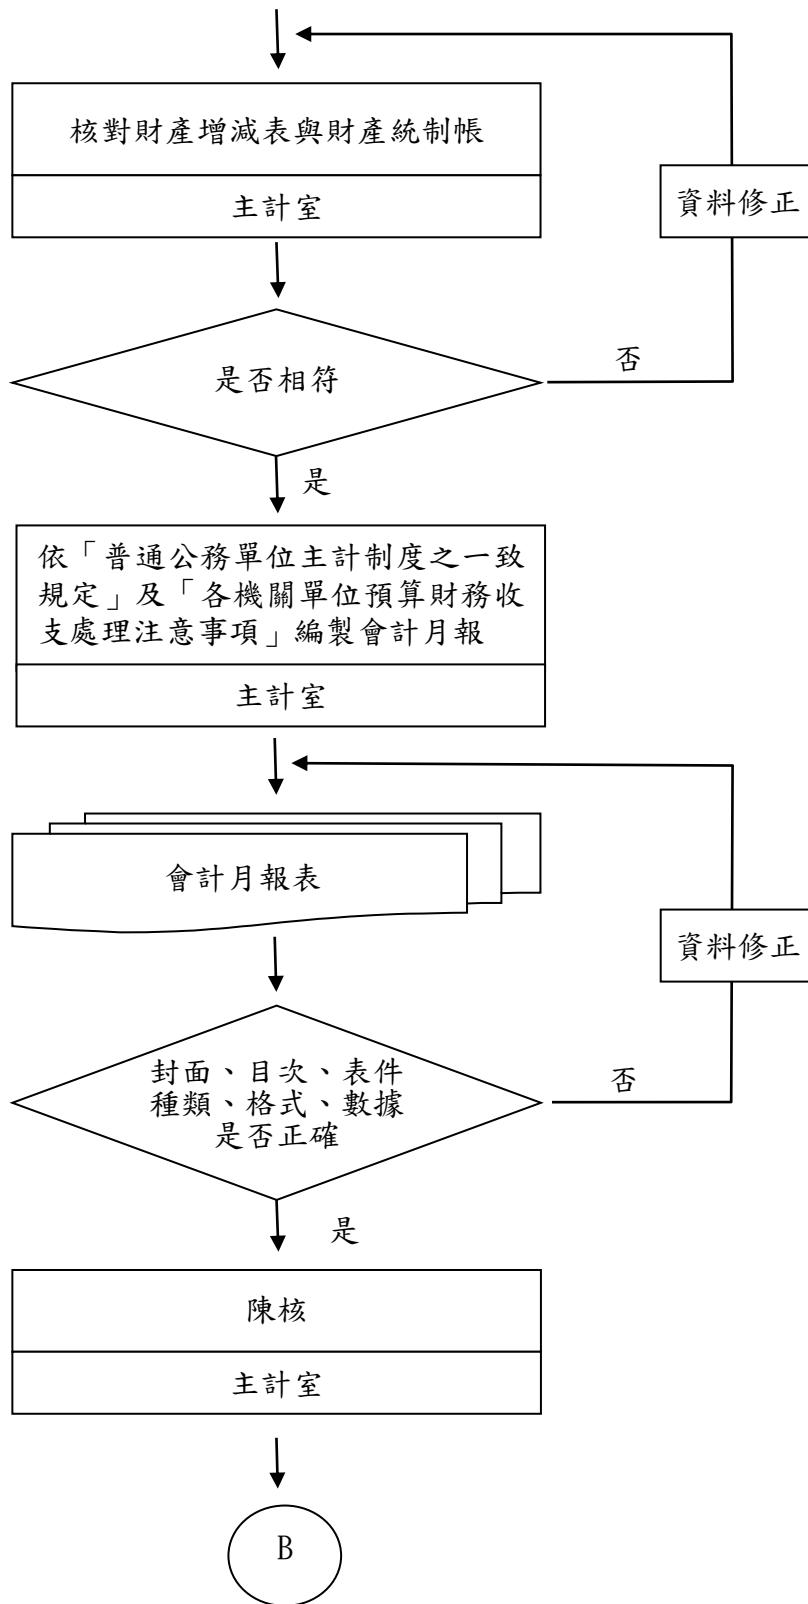 核對財產增減表與財產統制帳
主計室
資料修正
是否相符
否
是
依「普通公務單位主計制度之一致
規定」及「各機關單位預算財務收
支處理注意事項」編製會計月報
主計室
會計月報表
資料修正
封面、目次、表件
種類、格式、數據
是否正確
否
是
陳核
主計室
B